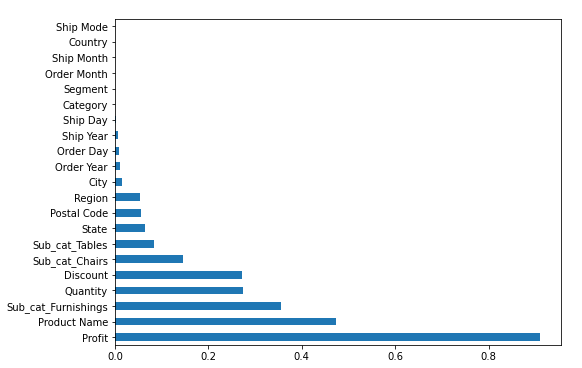 Ship Mode
Country
Ship Month
Order Month
Segment
Category
Ship Day
Ship Year
Order Day
Order Year
City
Region
Postal Code
State
Sub_cat_Tables
Sub_cat_Chairs
Discount
Quantity
Sub_cat_Furnishings
Product Name
Profit
0.0 0.2 0.4 0.6 0.8